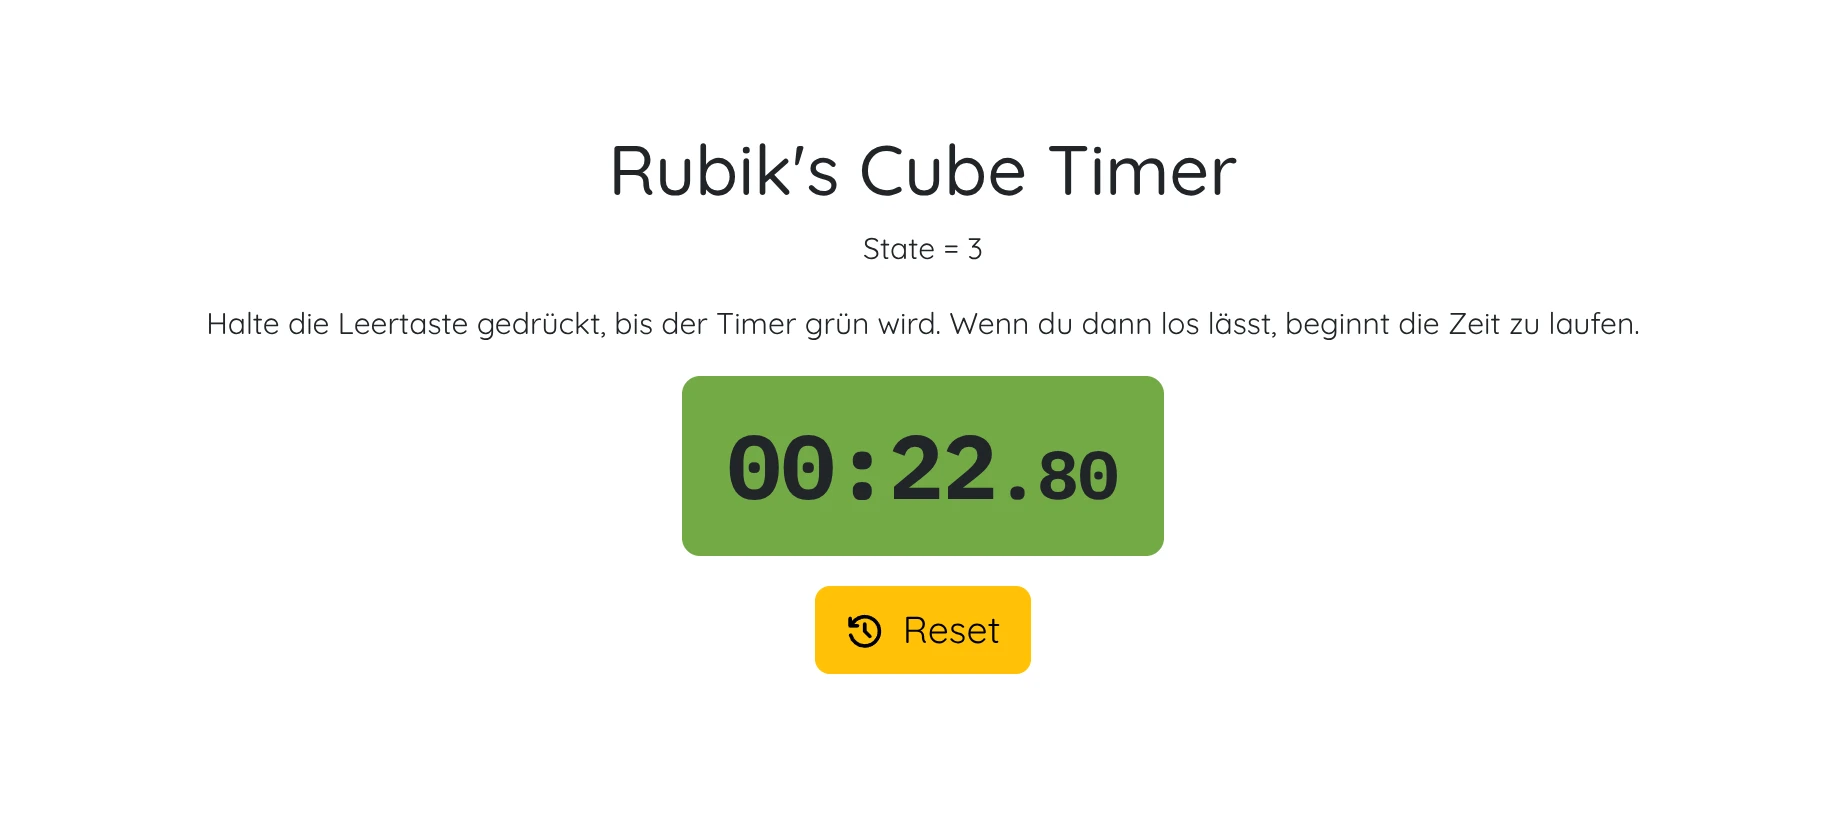 Rubik's Cube Timer
State = 3
Halte die Leertaste gedrückt, bis der Timer grün wird. Wenn du dann los lässt, beginnt die Zeit zu laufen.
00:22.80
Reset